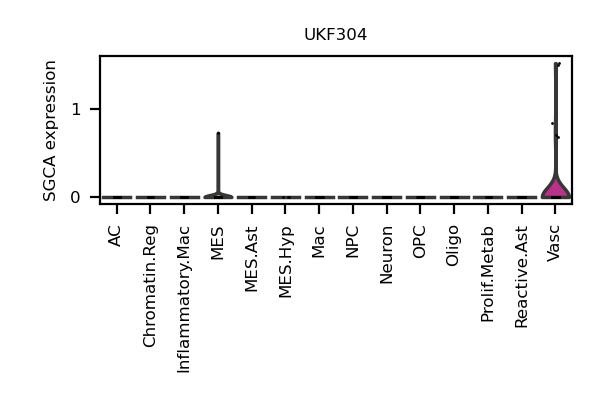 UKF304
SGCA expression
1
0
AC
Chromatin.Reg
Inflammatory.Mac
MES
MES.Ast
MES.Hyp
Mac
NPC
Neuron
OPC
Oligo
Prolif.Metab
Reactive.Ast
Vasc